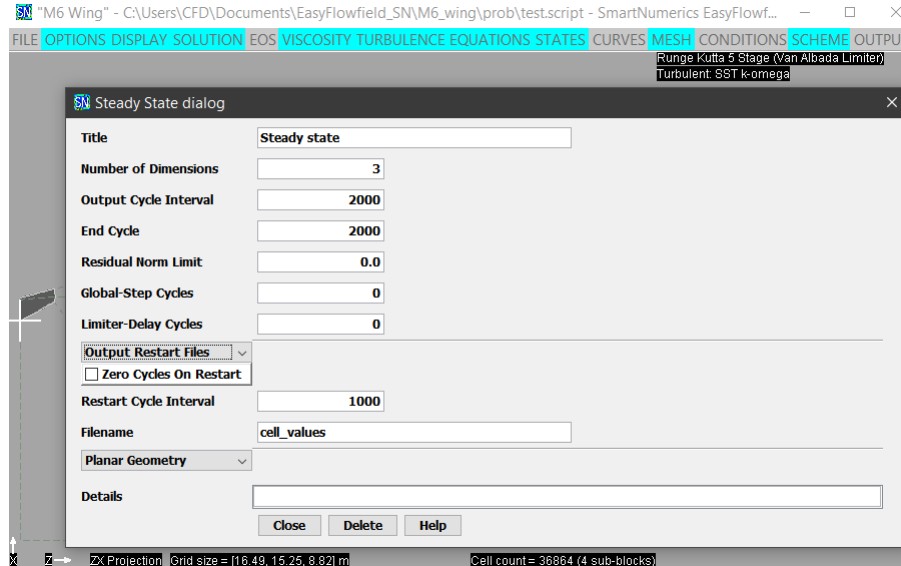 "M6 Wing" - C:\Users\CFD\Documents\EasyFlowfield_SN\M6_wing\prob\test.script - SmartNumerics EasyFlowf...
FILE OPTIONS DISPLAY SOLUTION EOS VISCOSITY TURBULENCE EQUATIONS STATES CURVES MESH CONDITIONS SCHEME OUTPU
Runge Kutta 5 Stage (Van Albada Limiter)
Turbulent: SST k-omega
SN Steady State dialog
Title Steady state
Number of Dimensions 3
Output Cycle Interval 2000
End Cycle 2000
Residual Norm Limit 0.0
Global-Step Cycles 0
Limiter-Delay Cycles 0
Output Restart Files
Zero Cycles On Restart
Restart Cycle Interval 1000
Filename cell_values
Planar Geometry
Details
Close Delete Help
X Z ZX Projection Grid size = [16.49, 15.25, 8.82] m Cell count = 36864 (4 sub-blocks)